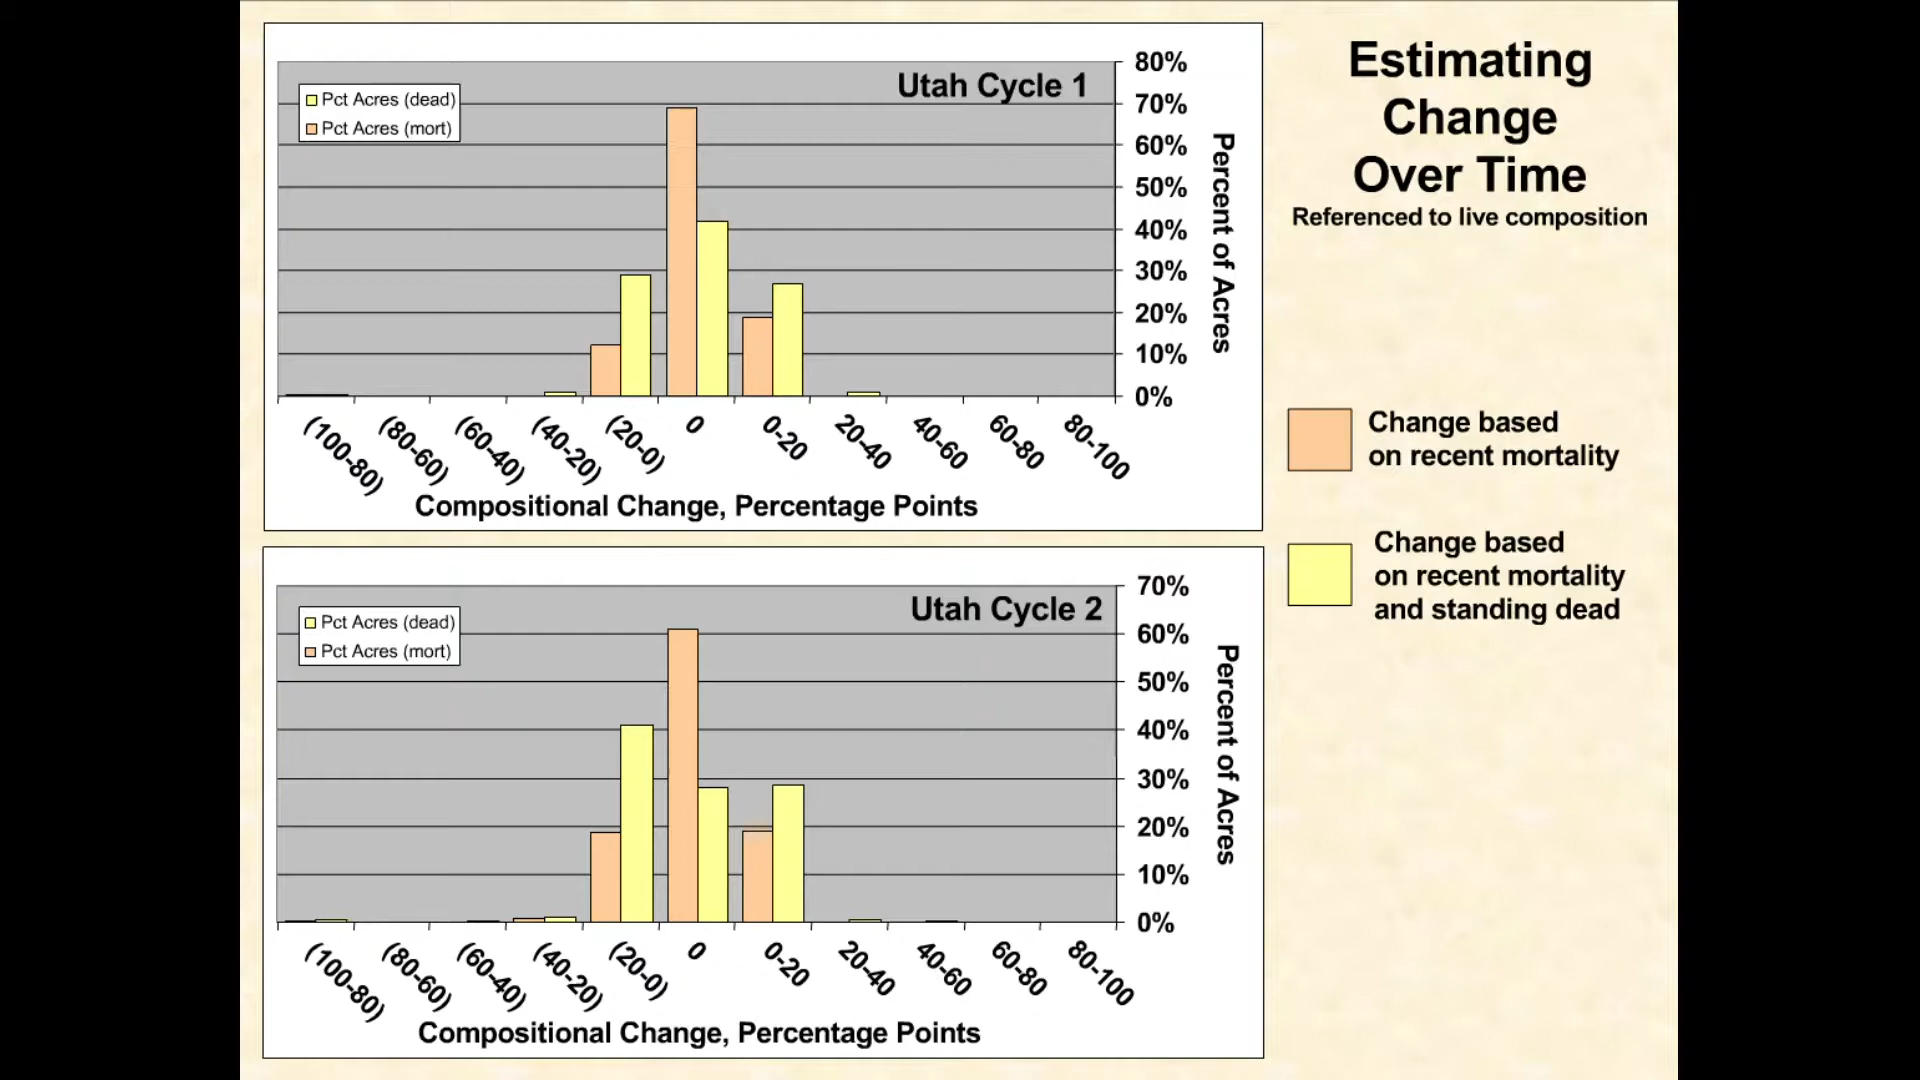 Estimating
Change
Over Time
Referenced to live composition
Utah Cycle 1
Pct Acres (dead)
Pct Acres (mort)
80%
70%
60%
50%
40%
30%
20%
10%
0%
Percent of Acres
(100-80)
(80-60)
(60-40)
(40-20)
(20-0)
0
0-20
20-40
40-60
60-80
80-100
Compositional Change, Percentage Points
Change based
on recent mortality
Change based
on recent mortality
and standing dead
Utah Cycle 2
Pct Acres (dead)
Pct Acres (mort)
70%
60%
50%
40%
30%
20%
10%
0%
Percent of Acres
(100-80)
(80-60)
(60-40)
(40-20)
(20-0)
0
0-20
20-40
40-60
60-80
80-100
Compositional Change, Percentage Points